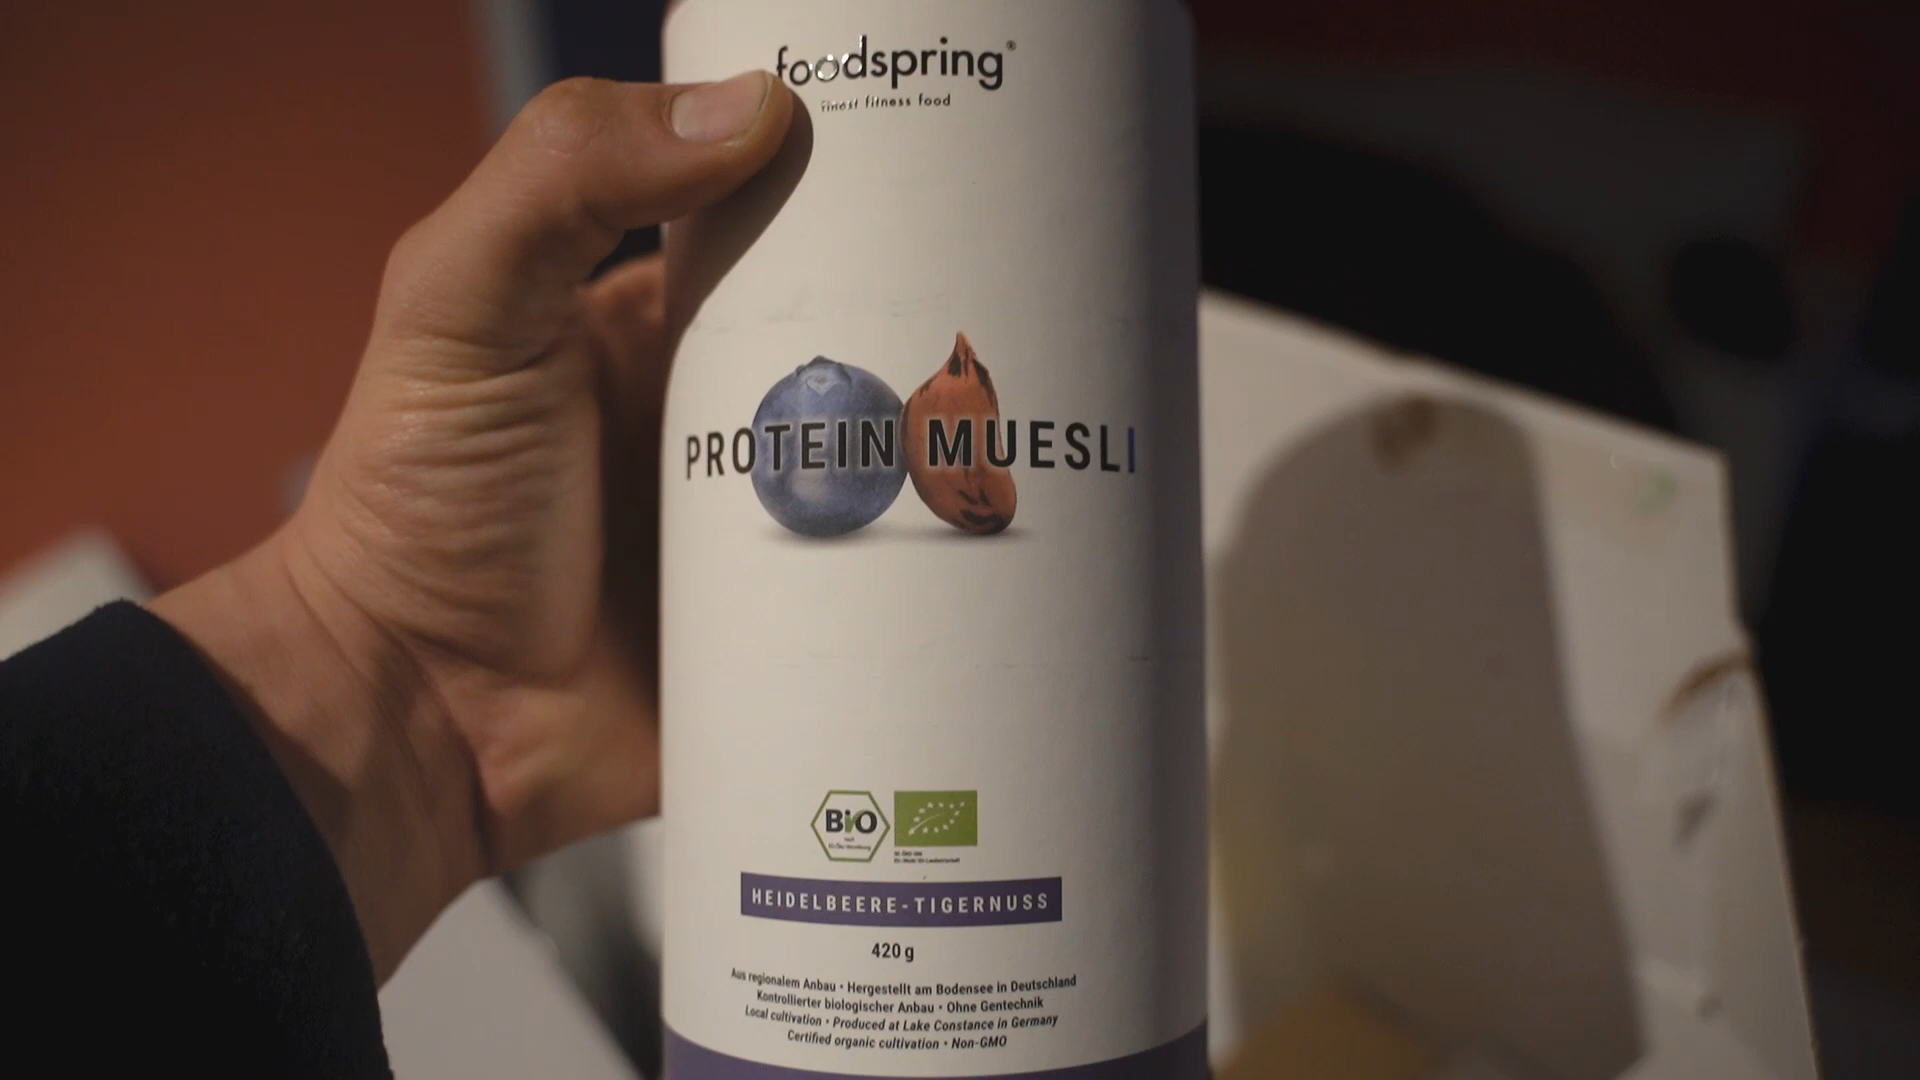 foodspring®
finest fitness food
PROTEIN MUESLI
BIO
HEIDELBEERE-TIGERNUSS
420 g
Aus regionalem Anbau • Hergestellt am Bodensee in Deutschland
Kontrollierter biologischer Anbau • Ohne Gentechnik
Local cultivation • Produced at Lake Constance in Germany
Certified organic cultivation • Non-GMO